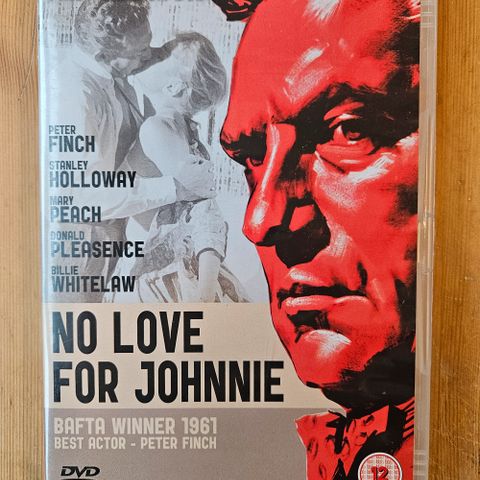 PETER
FINCH
STANLEY
HOLLOWAY
MARY
PEACH
DONALD
PLEASENCE
BILLIE
WHITELAW
NO LOVE
FOR JOHNNIE
BAFTA WINNER 1961
BEST ACTOR - PETER FINCH
DVD
12